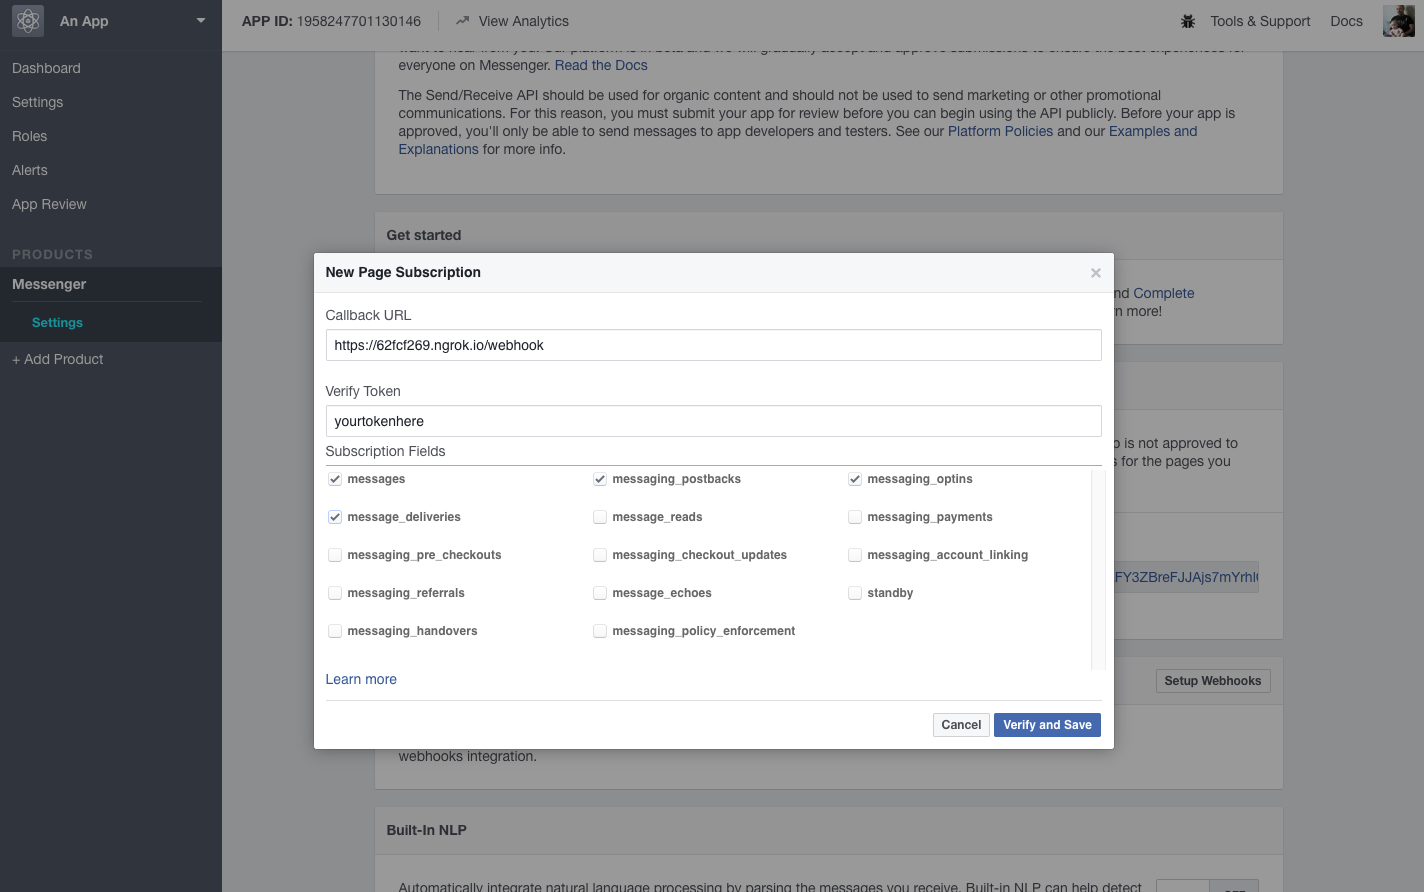 An App
APP ID: 1958247701130146
View Analytics
Tools & Support
Docs
Dashboard
Settings
Roles
Alerts
App Review
PRODUCTS
Messenger
Settings
+ Add Product
everyone on Messenger. Read the Docs
The Send/Receive API should be used for organic content and should not be used to send marketing or other promotional
communications. For this reason, you must submit your app for review before you can begin using the API publicly. Before your app is
approved, you'll only be able to send messages to app developers and testers. See our Platform Policies and our Examples and
Explanations for more info.
Get started
New Page Subscription
×
Callback URL
https://62fcf269.ngrok.io/webhook
Verify Token
yourtokenhere
Subscription Fields
messages
messaging_postbacks
messaging_optins
message_deliveries
message_reads
messaging_payments
messaging_pre_checkouts
messaging_checkout_updates
messaging_account_linking
messaging_referrals
message_echoes
standby
messaging_handovers
messaging_policy_enforcement
Learn more
Cancel
Verify and Save
nd Complete
n more!
is not approved to
s for the pages you
Setup Webhooks
webhooks integration.
Built-In NLP
Automatically integrate natural language processing by parsing the messages you receive. Built-in NLP can help detect